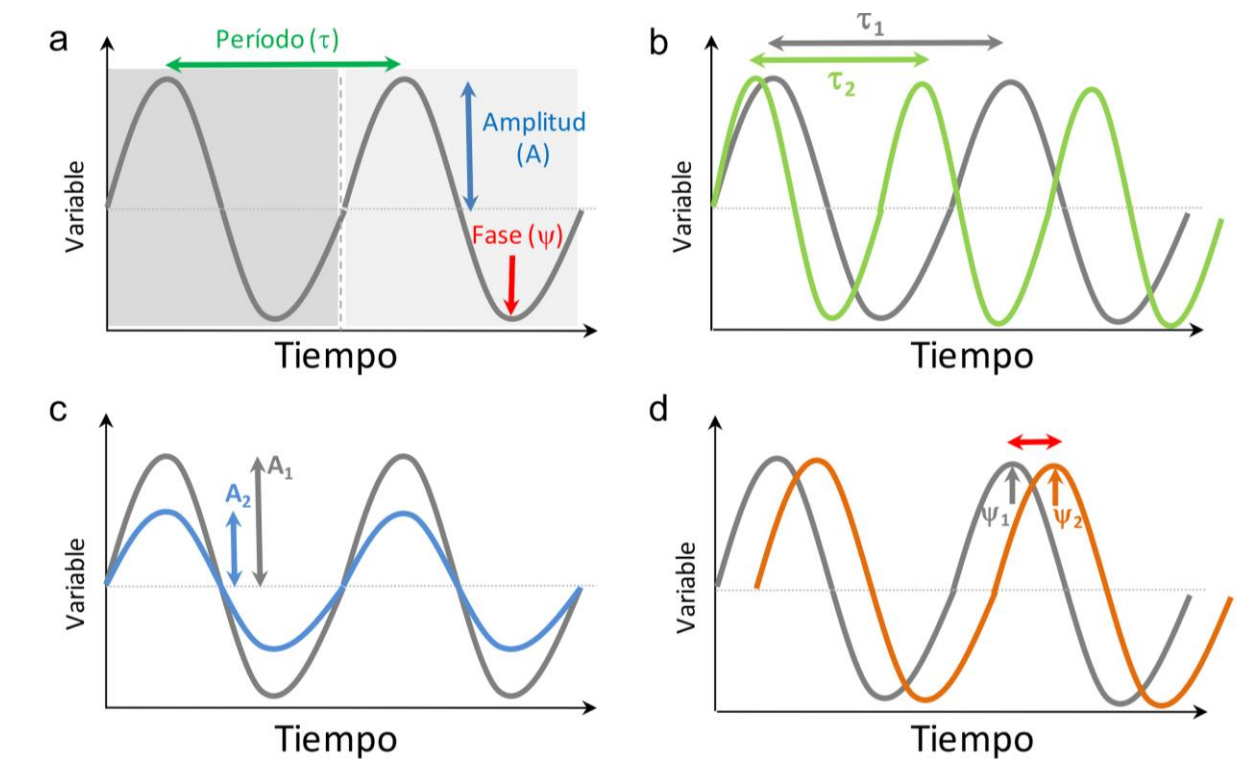 a
Período (τ)
Amplitud
(A)
Fase (ψ)
Variable
Tiempo
b
τ1
τ2
Variable
Tiempo
c
A1
A2
Variable
Tiempo
d
ψ1
ψ2
Variable
Tiempo